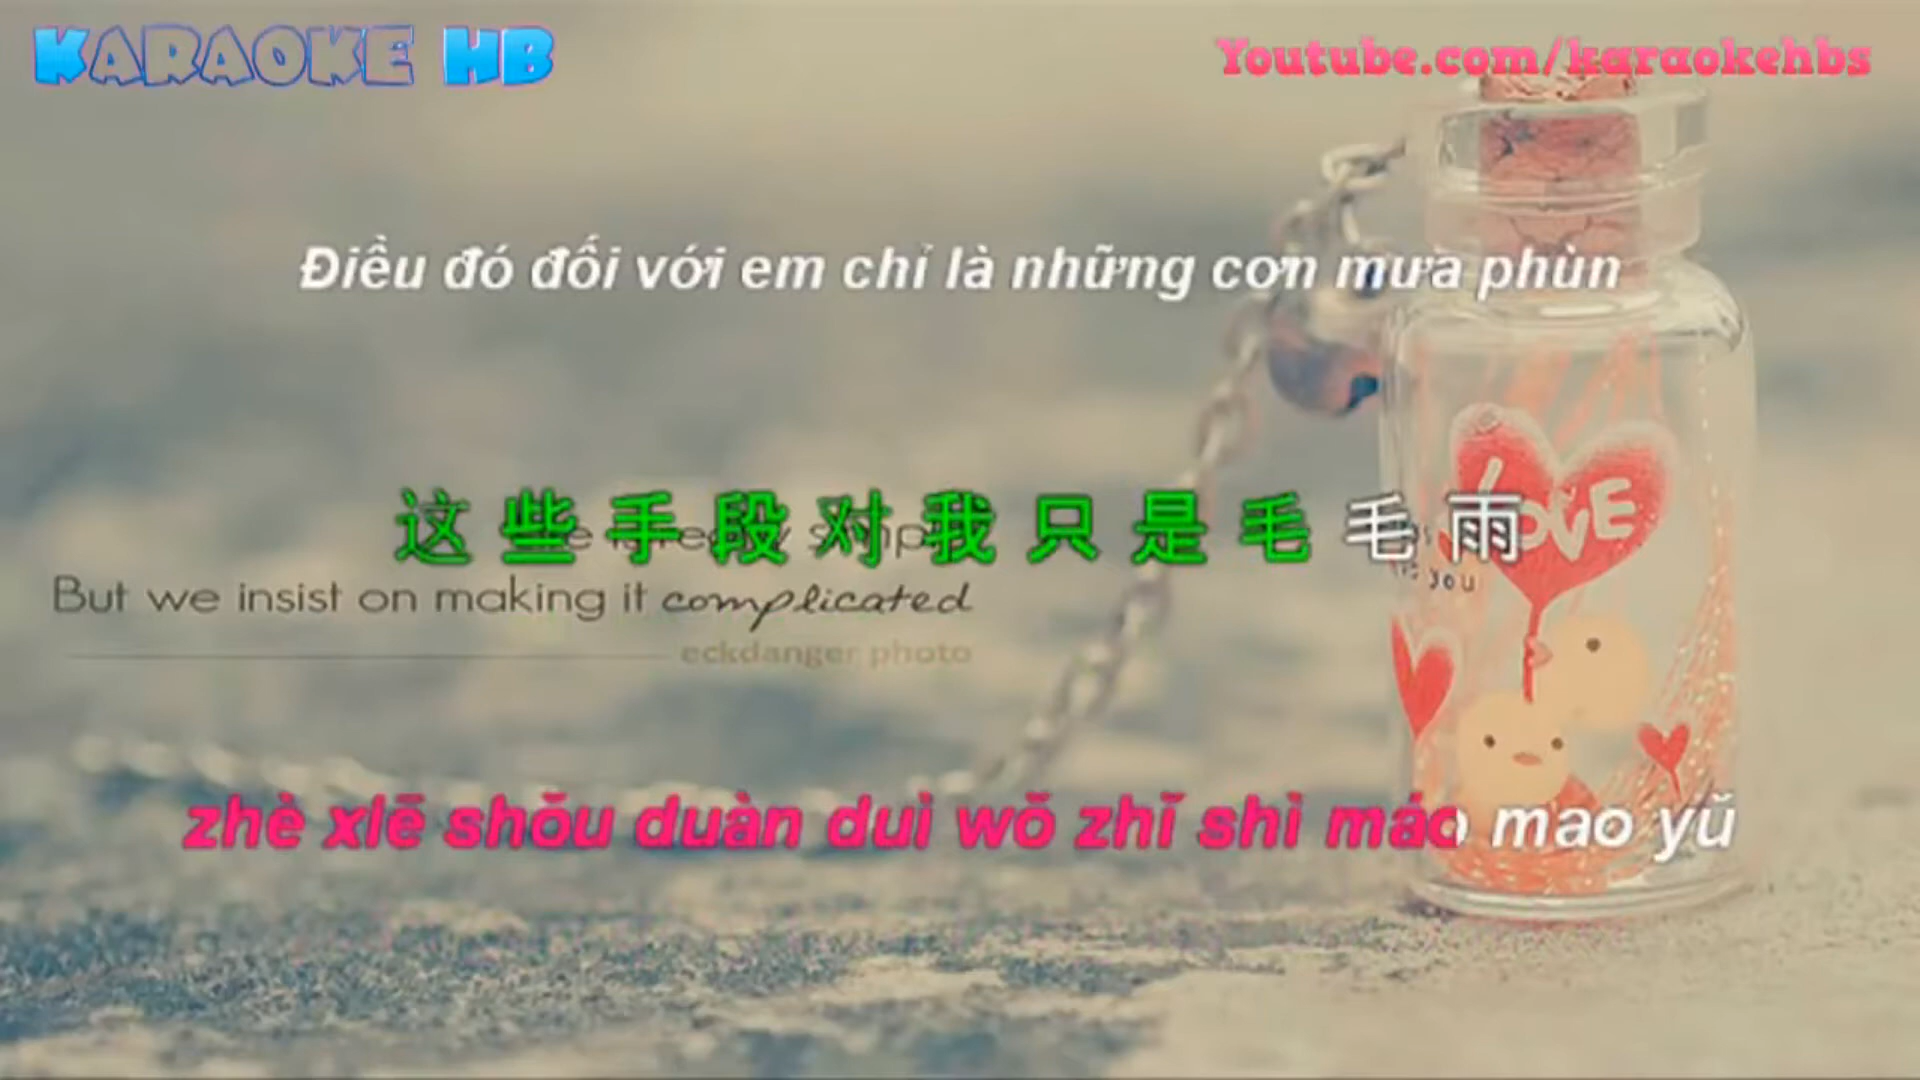 KARAOKE HB
Youtube.com/karaokehbs
Điều đó đối với em chỉ là những cơn mưa phùn
这些手段对我只是毛毛雨
But we insist on making it complicated
eckdanger photo
LOVE
you
zhè xiē shǒu duàn duì wǒ zhǐ shì máo mao yǔ